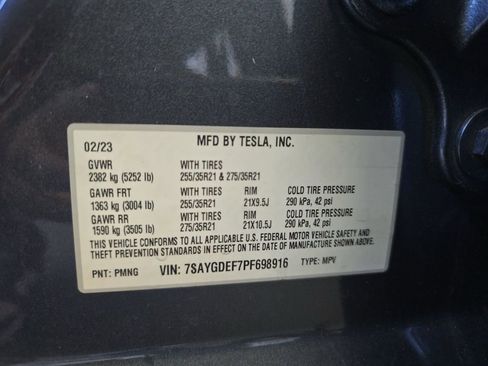 02/23 MFD BY TESLA, INC.
GVWR WITH TIRES
2382 kg (5252 lb) 255/35R21 & 275/35R21
GAWR FRT WITH TIRES RIM COLD TIRE PRESSURE
1363 kg (3004 lb) 255/35R21 21X9.5J 290 kPa, 42 psi
GAWR RR WITH TIRES RIM COLD TIRE PRESSURE
1590 kg (3505 lb) 275/35R21 21X10.5J 290 kPa, 42 psi
THIS VEHICLE CONFORMS TO ALL APPLICABLE U.S. FEDERAL MOTOR VEHICLE SAFETY AND
THEFT PREVENTION STANDARDS IN EFFECT ON THE DATE OF MANUFACTURE SHOWN ABOVE.
PNT: PMNG VIN: 7SAYGDEF7PF698916 TYPE: MPV